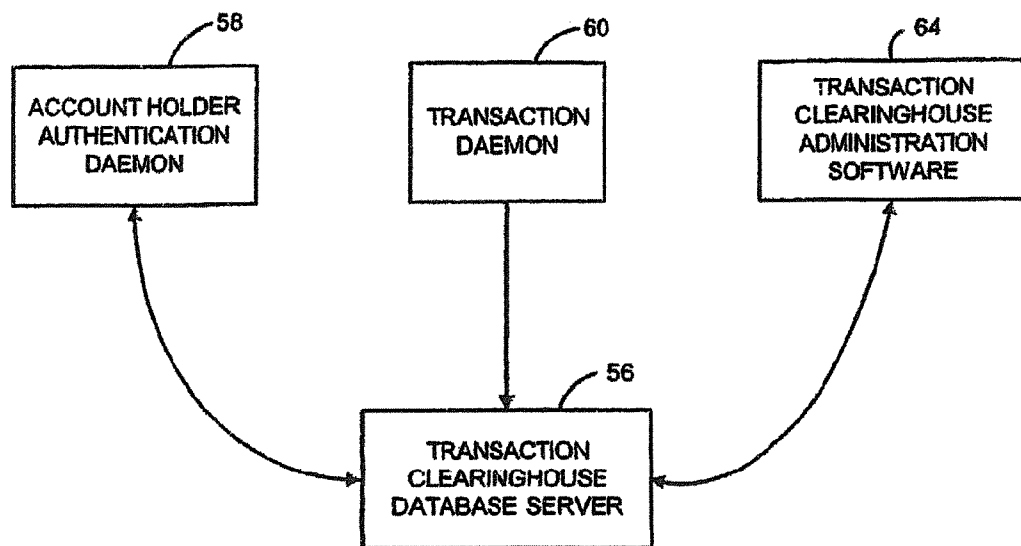 58
ACCOUNT HOLDER
AUTHENTICATION
DAEMON
60
TRANSACTION
DAEMON
64
TRANSACTION
CLEARINGHOUSE
ADMINISTRATION
SOFTWARE
56
TRANSACTION
CLEARINGHOUSE
DATABASE SERVER